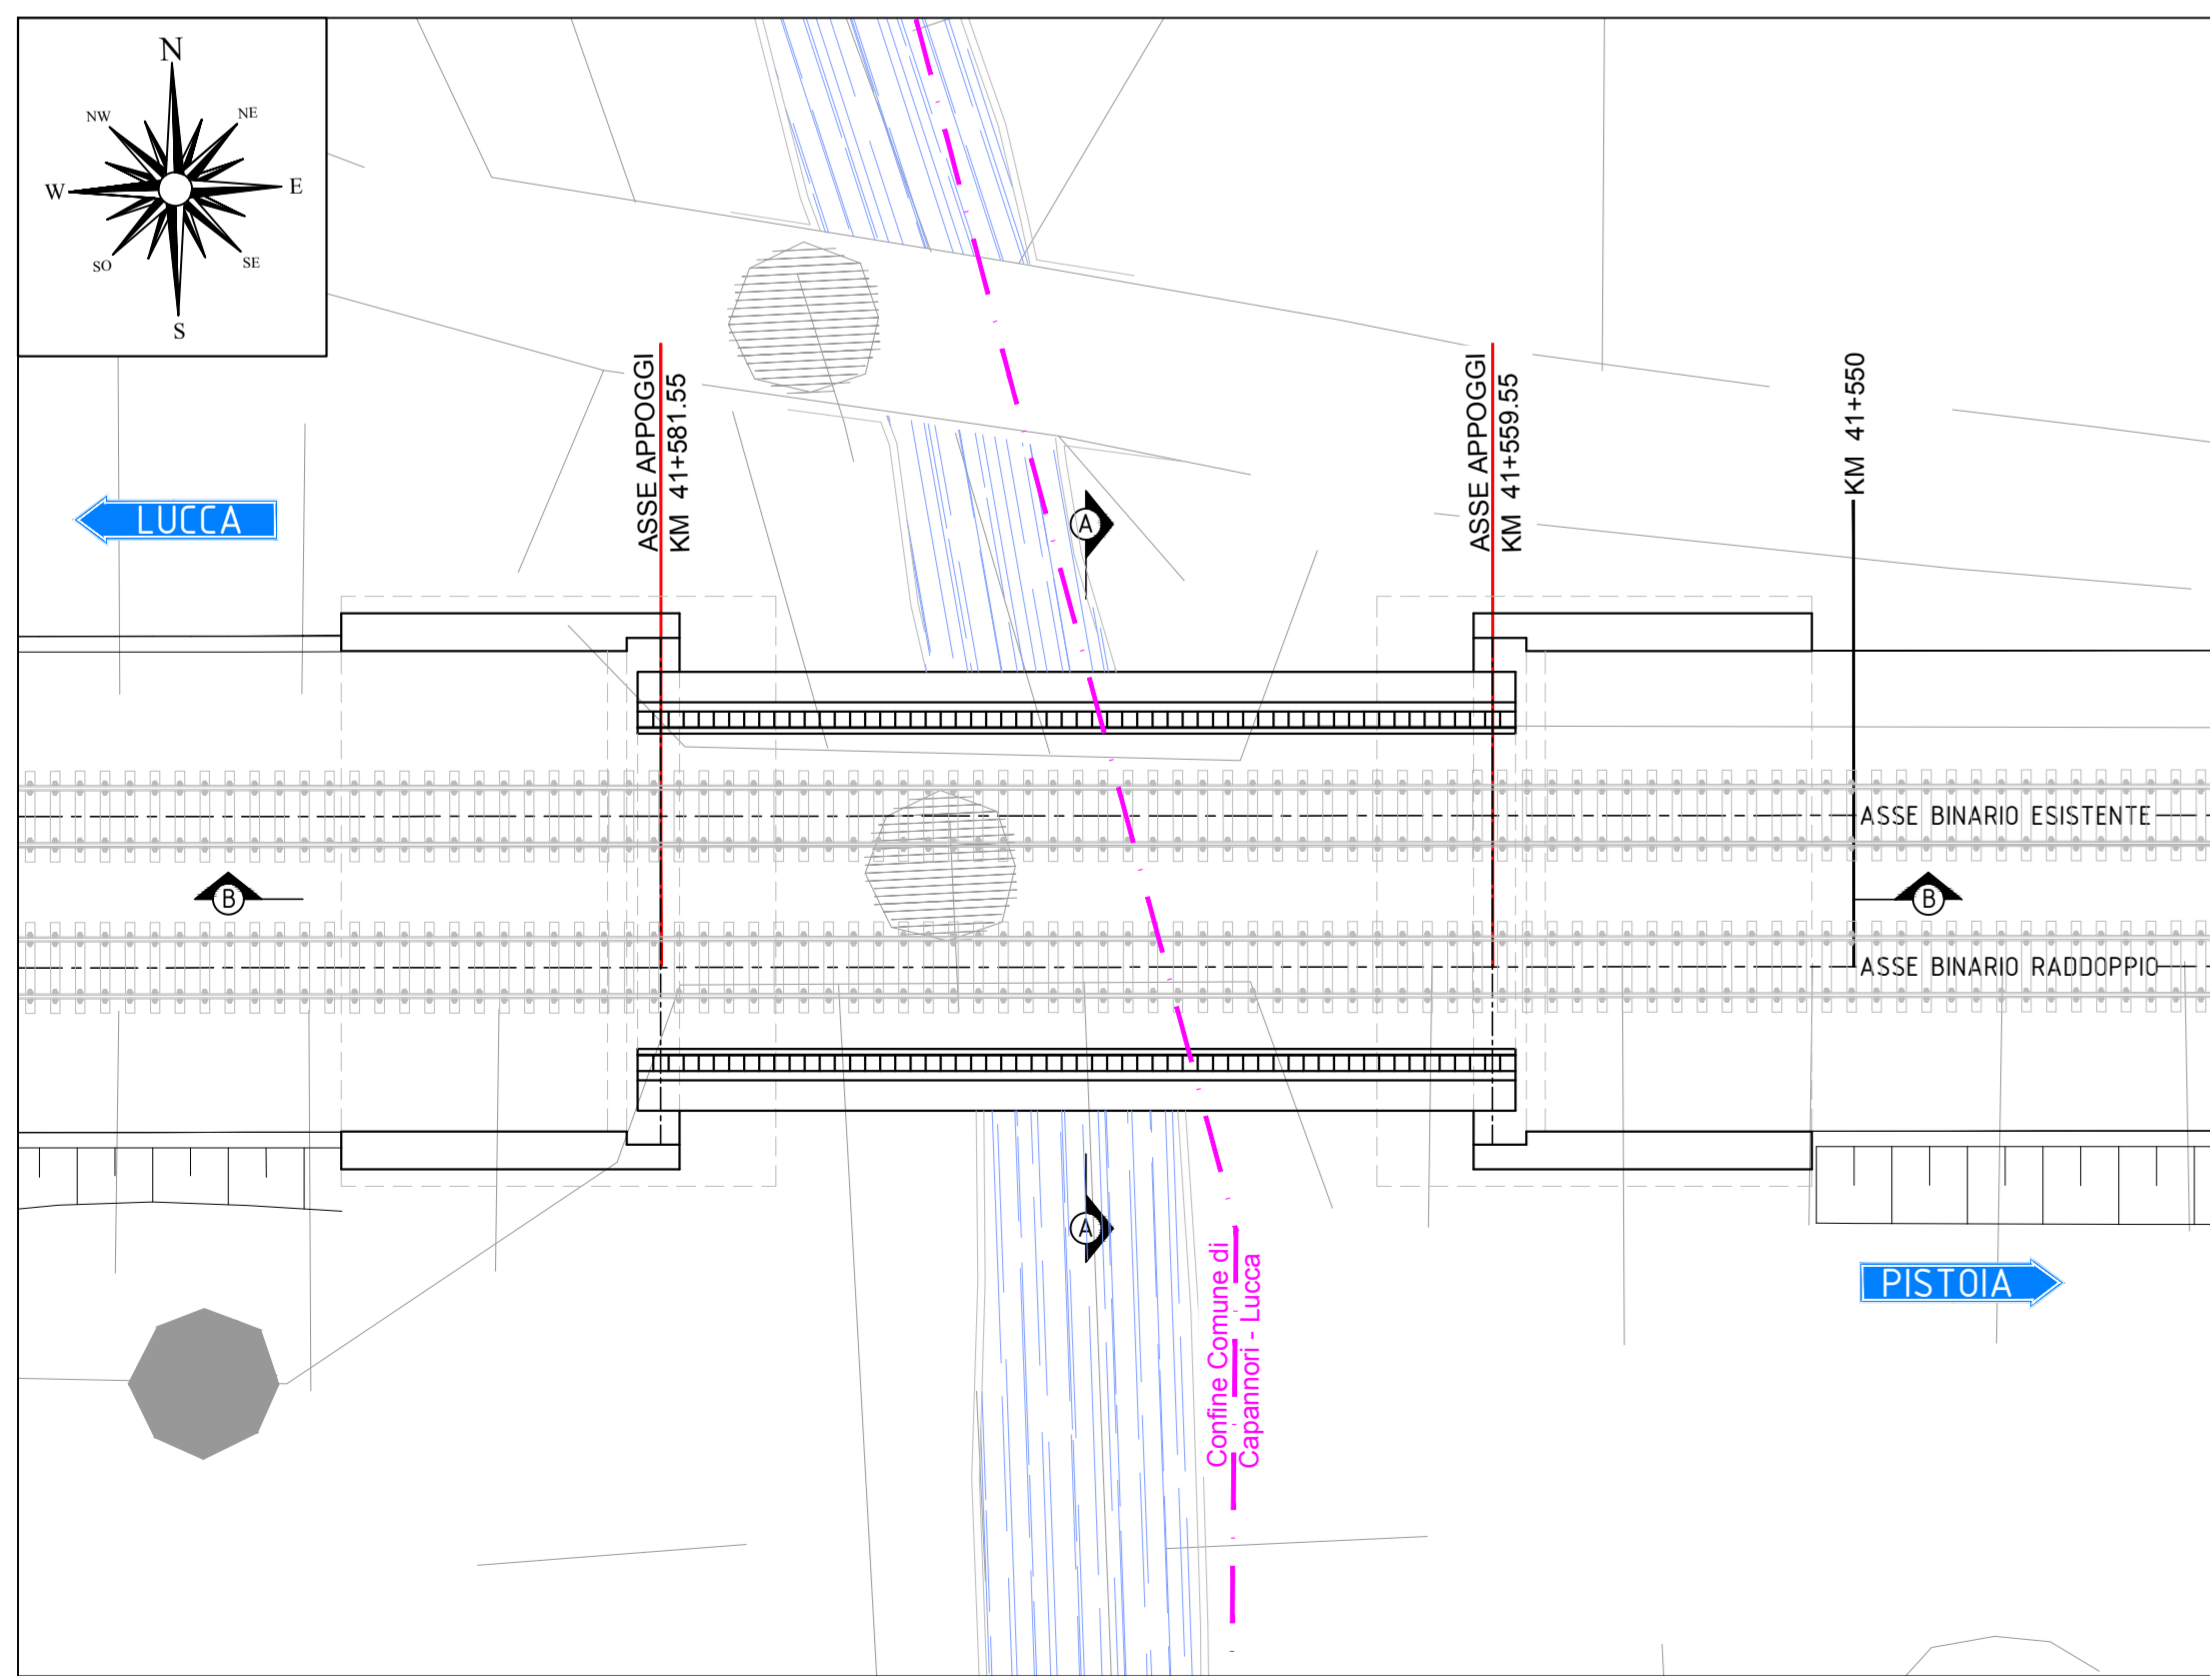 N
NW
NE
W
E
SO
SE
S
ASSE APPOGGI
KM 41+581.55
ASSE APPOGGI
KM 41+559.55
KM 41+550
LUCCA
A
ASSE BINARIO ESISTENTE
B
B
ASSE BINARIO RADDOPPIO
A
Confine Comune di
Capannori - Lucca
PISTOIA